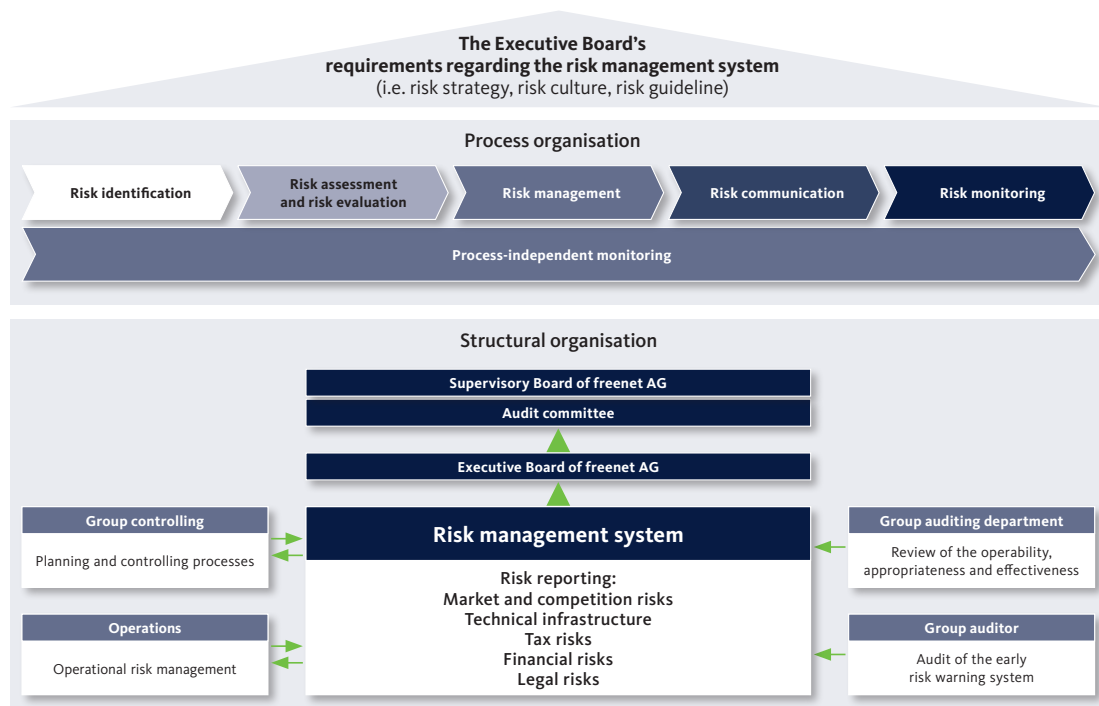 The Executive Board's
requirements regarding the risk management system
(i.e. risk strategy, risk culture, risk guideline)
Process organisation
Risk identification
Risk assessment
and risk evaluation
Risk management
Risk communication
Risk monitoring
Process-independent monitoring
Structural organisation
Supervisory Board of freenet AG
Audit committee
Executive Board of freenet AG
Group controlling
Planning and controlling processes
Operations
Operational risk management
Risk management system
Risk reporting:
Market and competition risks
Technical infrastructure
Tax risks
Financial risks
Legal risks
Group auditing department
Review of the operability,
appropriateness and effectiveness
Group auditor
Audit of the early
risk warning system